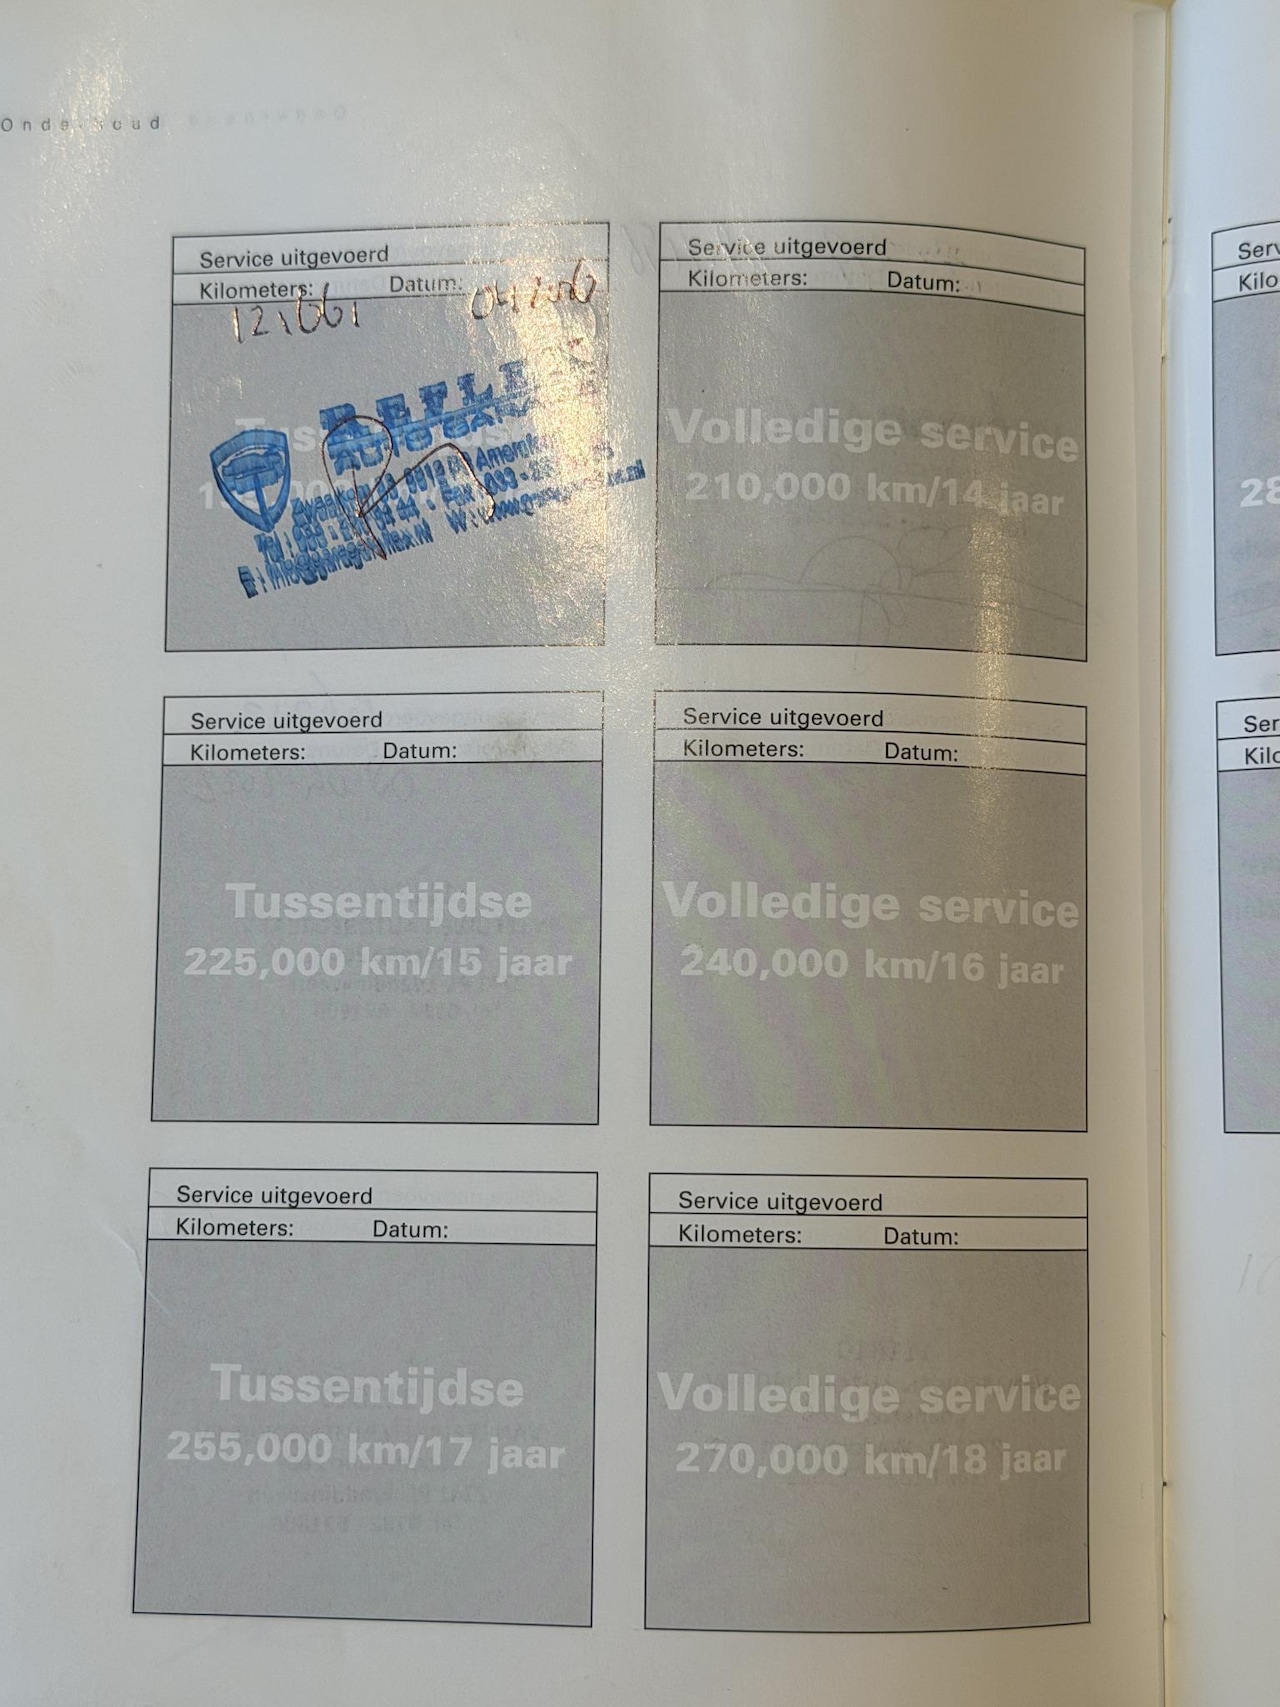 Onderhoud
Service uitgevoerd
Kilometers: Datum:
Tussentijdse
Service uitgevoerd
Kilometers: Datum:
Volledige service
210,000 km/14 jaar
Service uitgevoerd
Kilometers: Datum:
Tussentijdse
225,000 km/15 jaar
Service uitgevoerd
Kilometers: Datum:
Volledige service
240,000 km/16 jaar
Service uitgevoerd
Kilometers: Datum:
Tussentijdse
255,000 km/17 jaar
Service uitgevoerd
Kilometers: Datum:
Volledige service
270,000 km/18 jaar